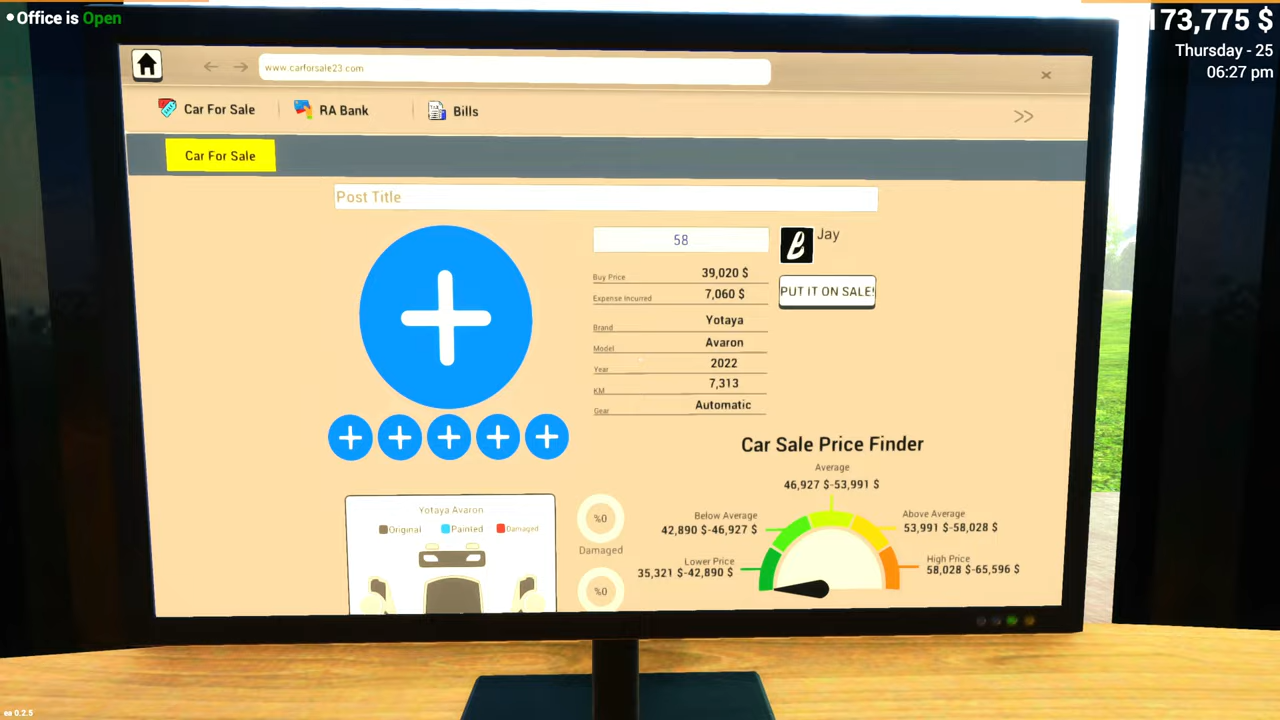 Office is Open
173,775 $
Thursday - 25
06:27 pm
www.carforsale23.com
Car For Sale
RA Bank
Bills
>>
Car For Sale
Post Title
58
Jay
PUT IT ON SALE!
Buy Price 39,020 $
Expense Incurred 7,060 $
Brand Yotaya
Model Avaron
Year 2022
KM 7,313
Gear Automatic
Car Sale Price Finder
Average
46,927 $-53,991 $
Below Average
42,890 $-46,927 $
Above Average
53,991 $-58,028 $
Lower Price
35,321 $-42,890 $
High Price
58,028 $-65,596 $
Yotaya Avaron
Original Painted Damaged
%0
Damaged
%0
ea 0.2.5